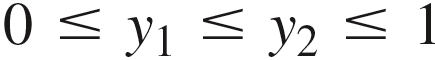 0 ≤ y₁ ≤ y₂ ≤ 1